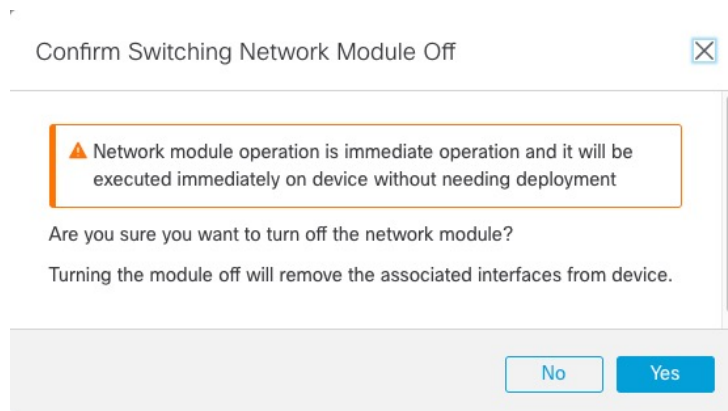 Confirm Switching Network Module Off
Network module operation is immediate operation and it will be
executed immediately on device without needing deployment
Are you sure you want to turn off the network module?
Turning the module off will remove the associated interfaces from device.
No
Yes